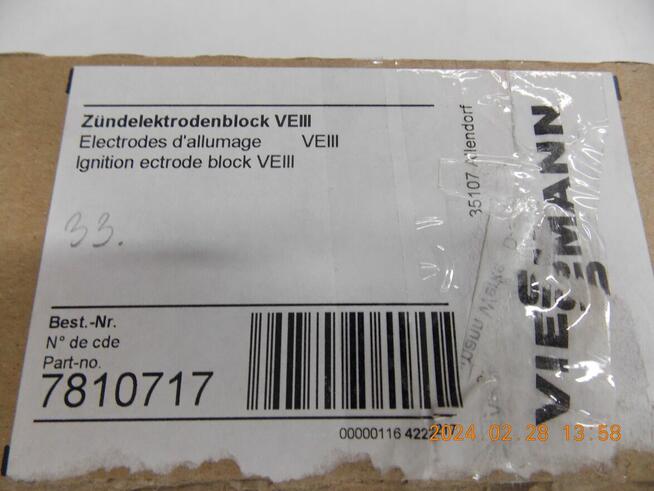 Zündelektrodenblock VEIII
Electrodes d'allumage VEIII
Ignition ectrode block VEIII
33.
Best.-Nr.
N° de cde
Part-no.
7810717
00000116
35107 Allendorf
VIESMANN
2024 02.28 13:58